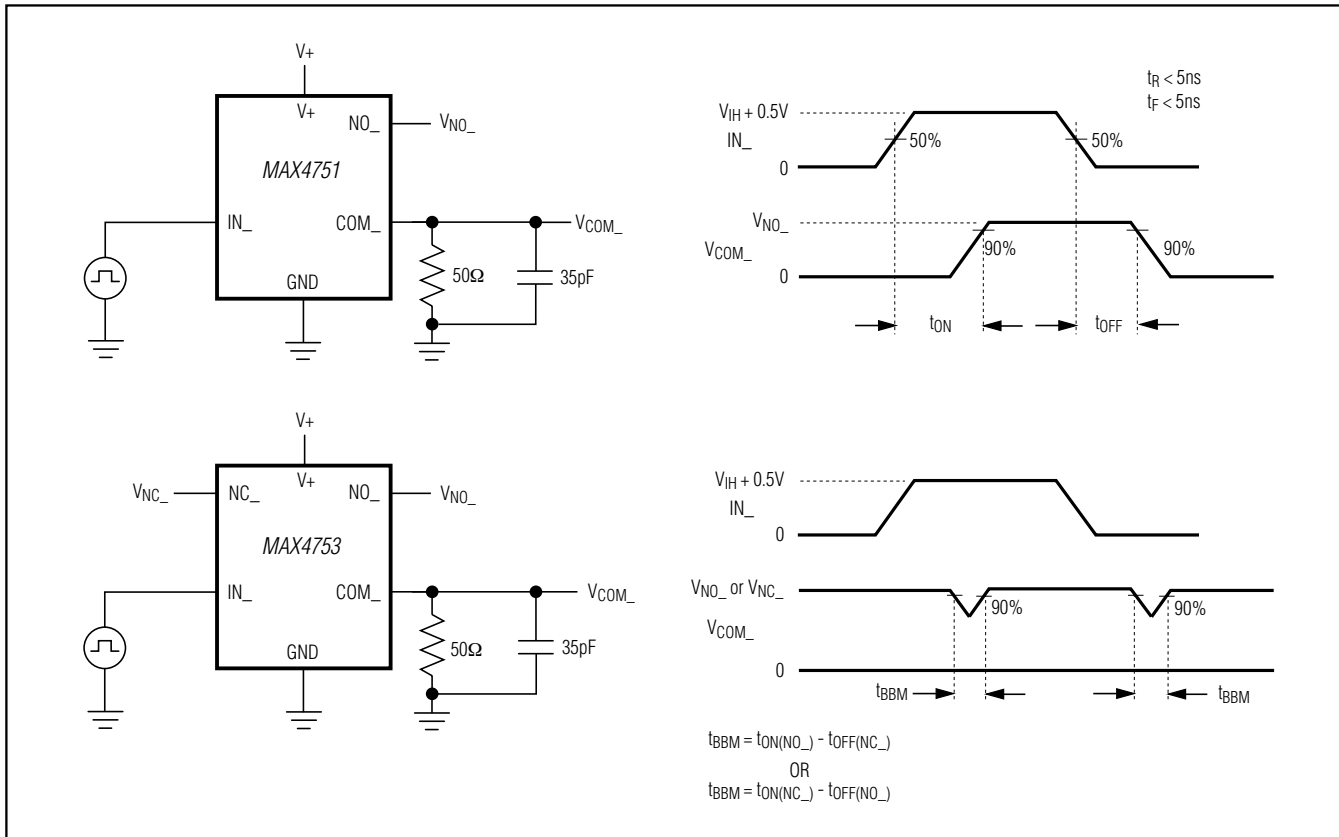 V+
V+
NO_ V_NO_
MAX4751
IN_ COM_ V_COM_
50Ω 35pF
GND
t_R < 5ns
t_F < 5ns
V_IH + 0.5V
IN_ 50% 50%
0
V_NO_
V_COM_ 90% 90%
0
t_ON t_OFF
V+
V+
V_NC_ NC_ NO_ V_NO_
MAX4753
IN_ COM_ V_COM_
50Ω 35pF
GND
V_IH + 0.5V
IN_
0
V_NO_ or V_NC_
90% 90%
V_COM_
0
t_BBM t_BBM
t_BBM = t_ON(NO_) - t_OFF(NC_)
OR
t_BBM = t_ON(NC_) - t_OFF(NO_)